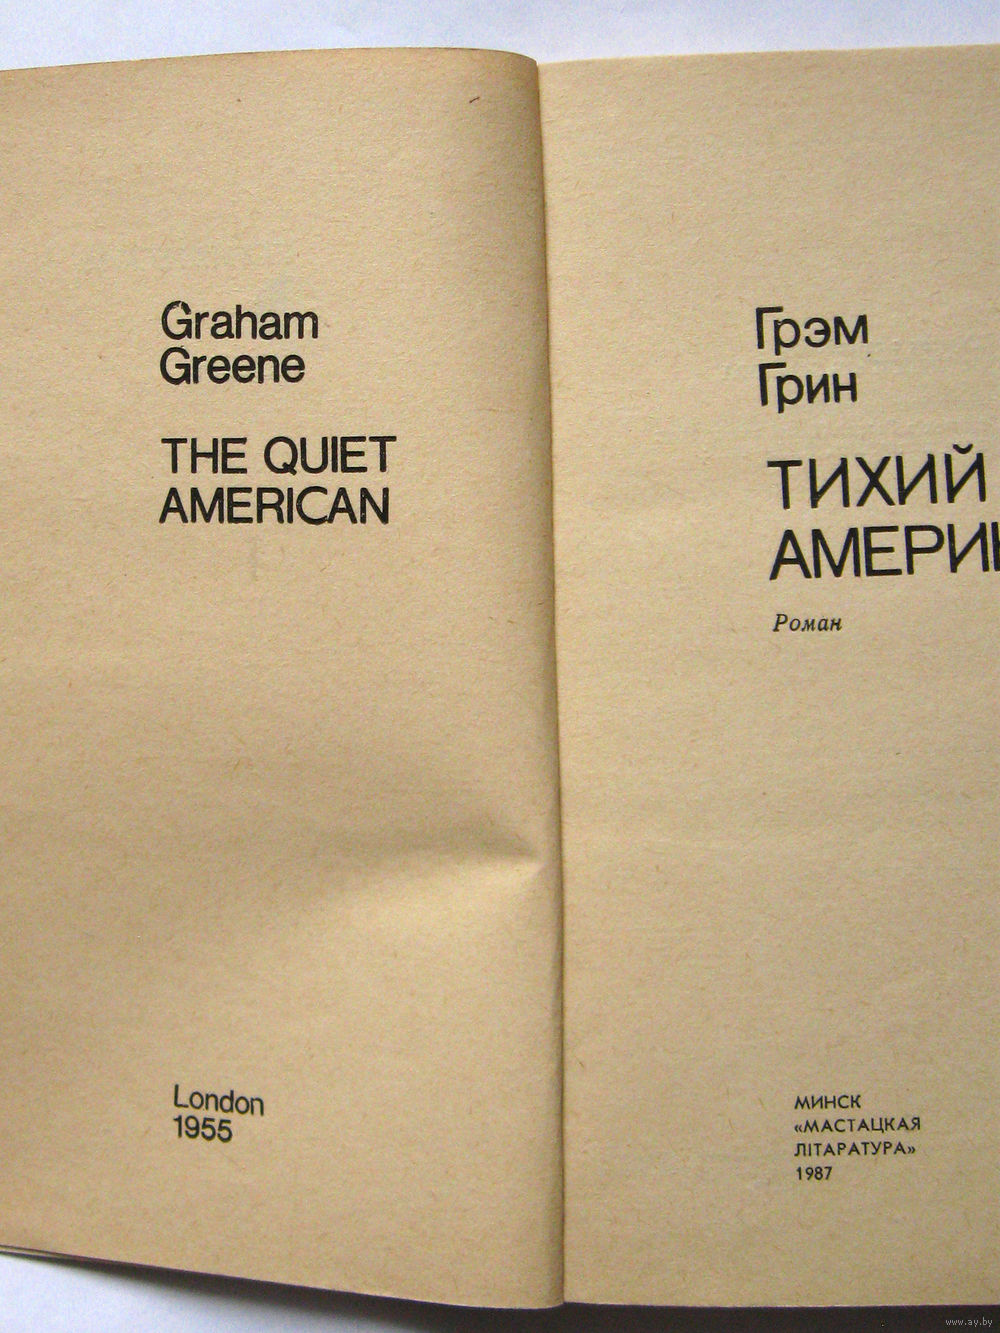 Graham
Greene
THE QUIET
AMERICAN
London
1955
Грэм
Грин
ТИХИЙ
Роман
МИНСК
«МАСТАЦКАЯ
ЛІТАРАТУРА»
1987
www.ay.by